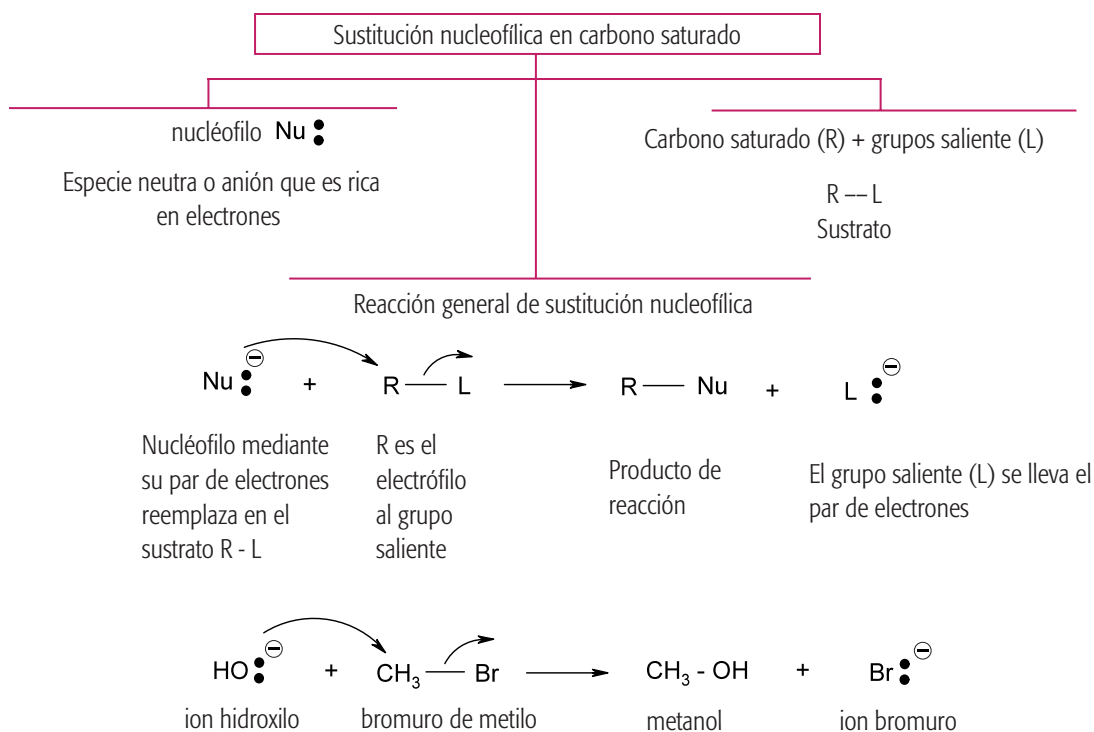 Sustitución nucleofílica en carbono saturado
nucléofilo Nu:
Especie neutra o anión que es rica
en electrones
Carbono saturado (R) + grupos saliente (L)
R –– L
Sustrato
Reacción general de sustitución nucleofílica
Nu:⊖ + R — L → R — Nu + L:⊖
Nucléofilo mediante
su par de electrones
reemplaza en el
sustrato R - L
R es el
electrófilo
al grupo
saliente
Producto de
reacción
El grupo saliente (L) se lleva el
par de electrones
HO:⊖ + CH₃ — Br → CH₃ - OH + Br:⊖
ion hidroxilo
bromuro de metilo
metanol
ion bromuro